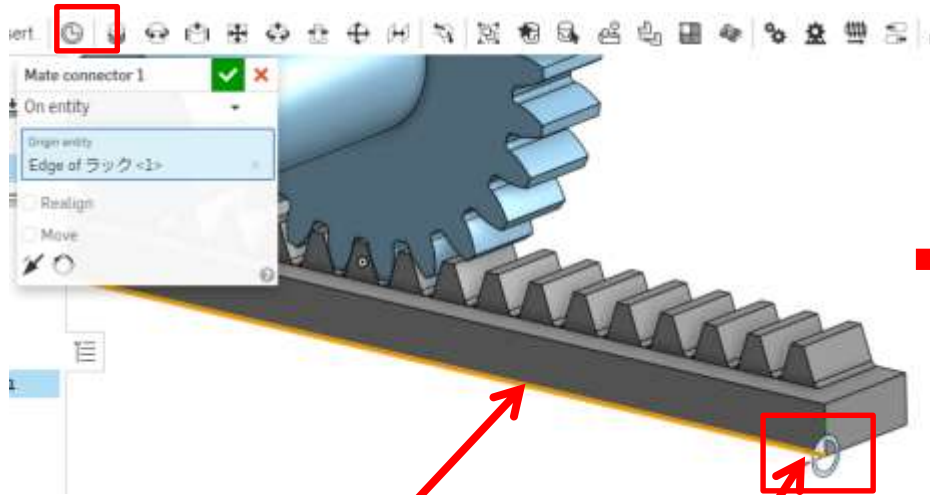 sert
Mate connector 1
On entity
Origin entity
Edge of ラック <1>
Realign
Move